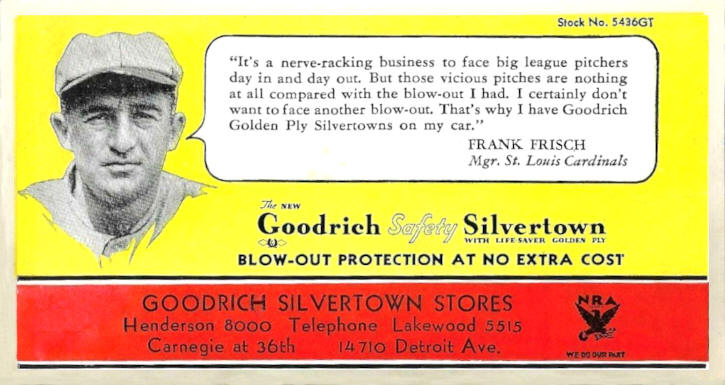 Stock No. 5436GT
“It's a nerve-racking business to face big league pitchers
day in and day out. But those vicious pitches are nothing
at all compared with the blow-out I had. I certainly don't
want to face another blow-out. That's why I have Goodrich
Golden Ply Silvertowns on my car.”
FRANK FRISCH
Mgr. St. Louis Cardinals
The NEW
Goodrich Safety Silvertown
WITH LIFE-SAVER GOLDEN PLY
BLOW-OUT PROTECTION AT NO EXTRA COST
GOODRICH SILVERTOWN STORES
Henderson 8000 Telephone Lakewood 5515
Carnegie at 36th 14710 Detroit Ave.
NRA
WE DO OUR PART